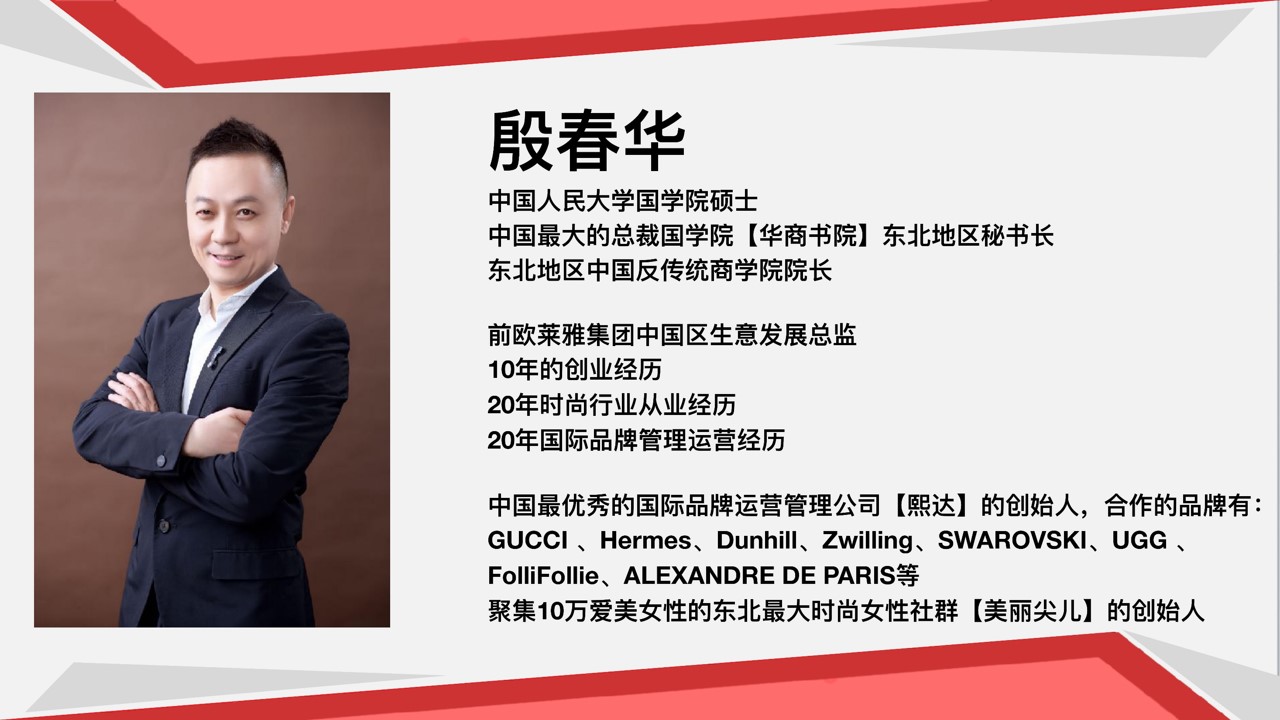 殷春华
中国人民大学国学院硕士
中国最大的总裁国学院【华商书院】东北地区秘书长
东北地区中国反传统商学院院长
前欧莱雅集团中国区生意发展总监
10年的创业经历
20年时尚行业从业经历
20年国际品牌管理运营经历
中国最优秀的国际品牌运营管理公司【熙达】的创始人，合作的品牌有：
GUCCI 、Hermes、Dunhill、Zwilling、SWAROVSKI、UGG 、
FolliFollie、ALEXANDRE DE PARIS等
聚集10万爱美女性的东北最大时尚女性社群【美丽尖儿】的创始人